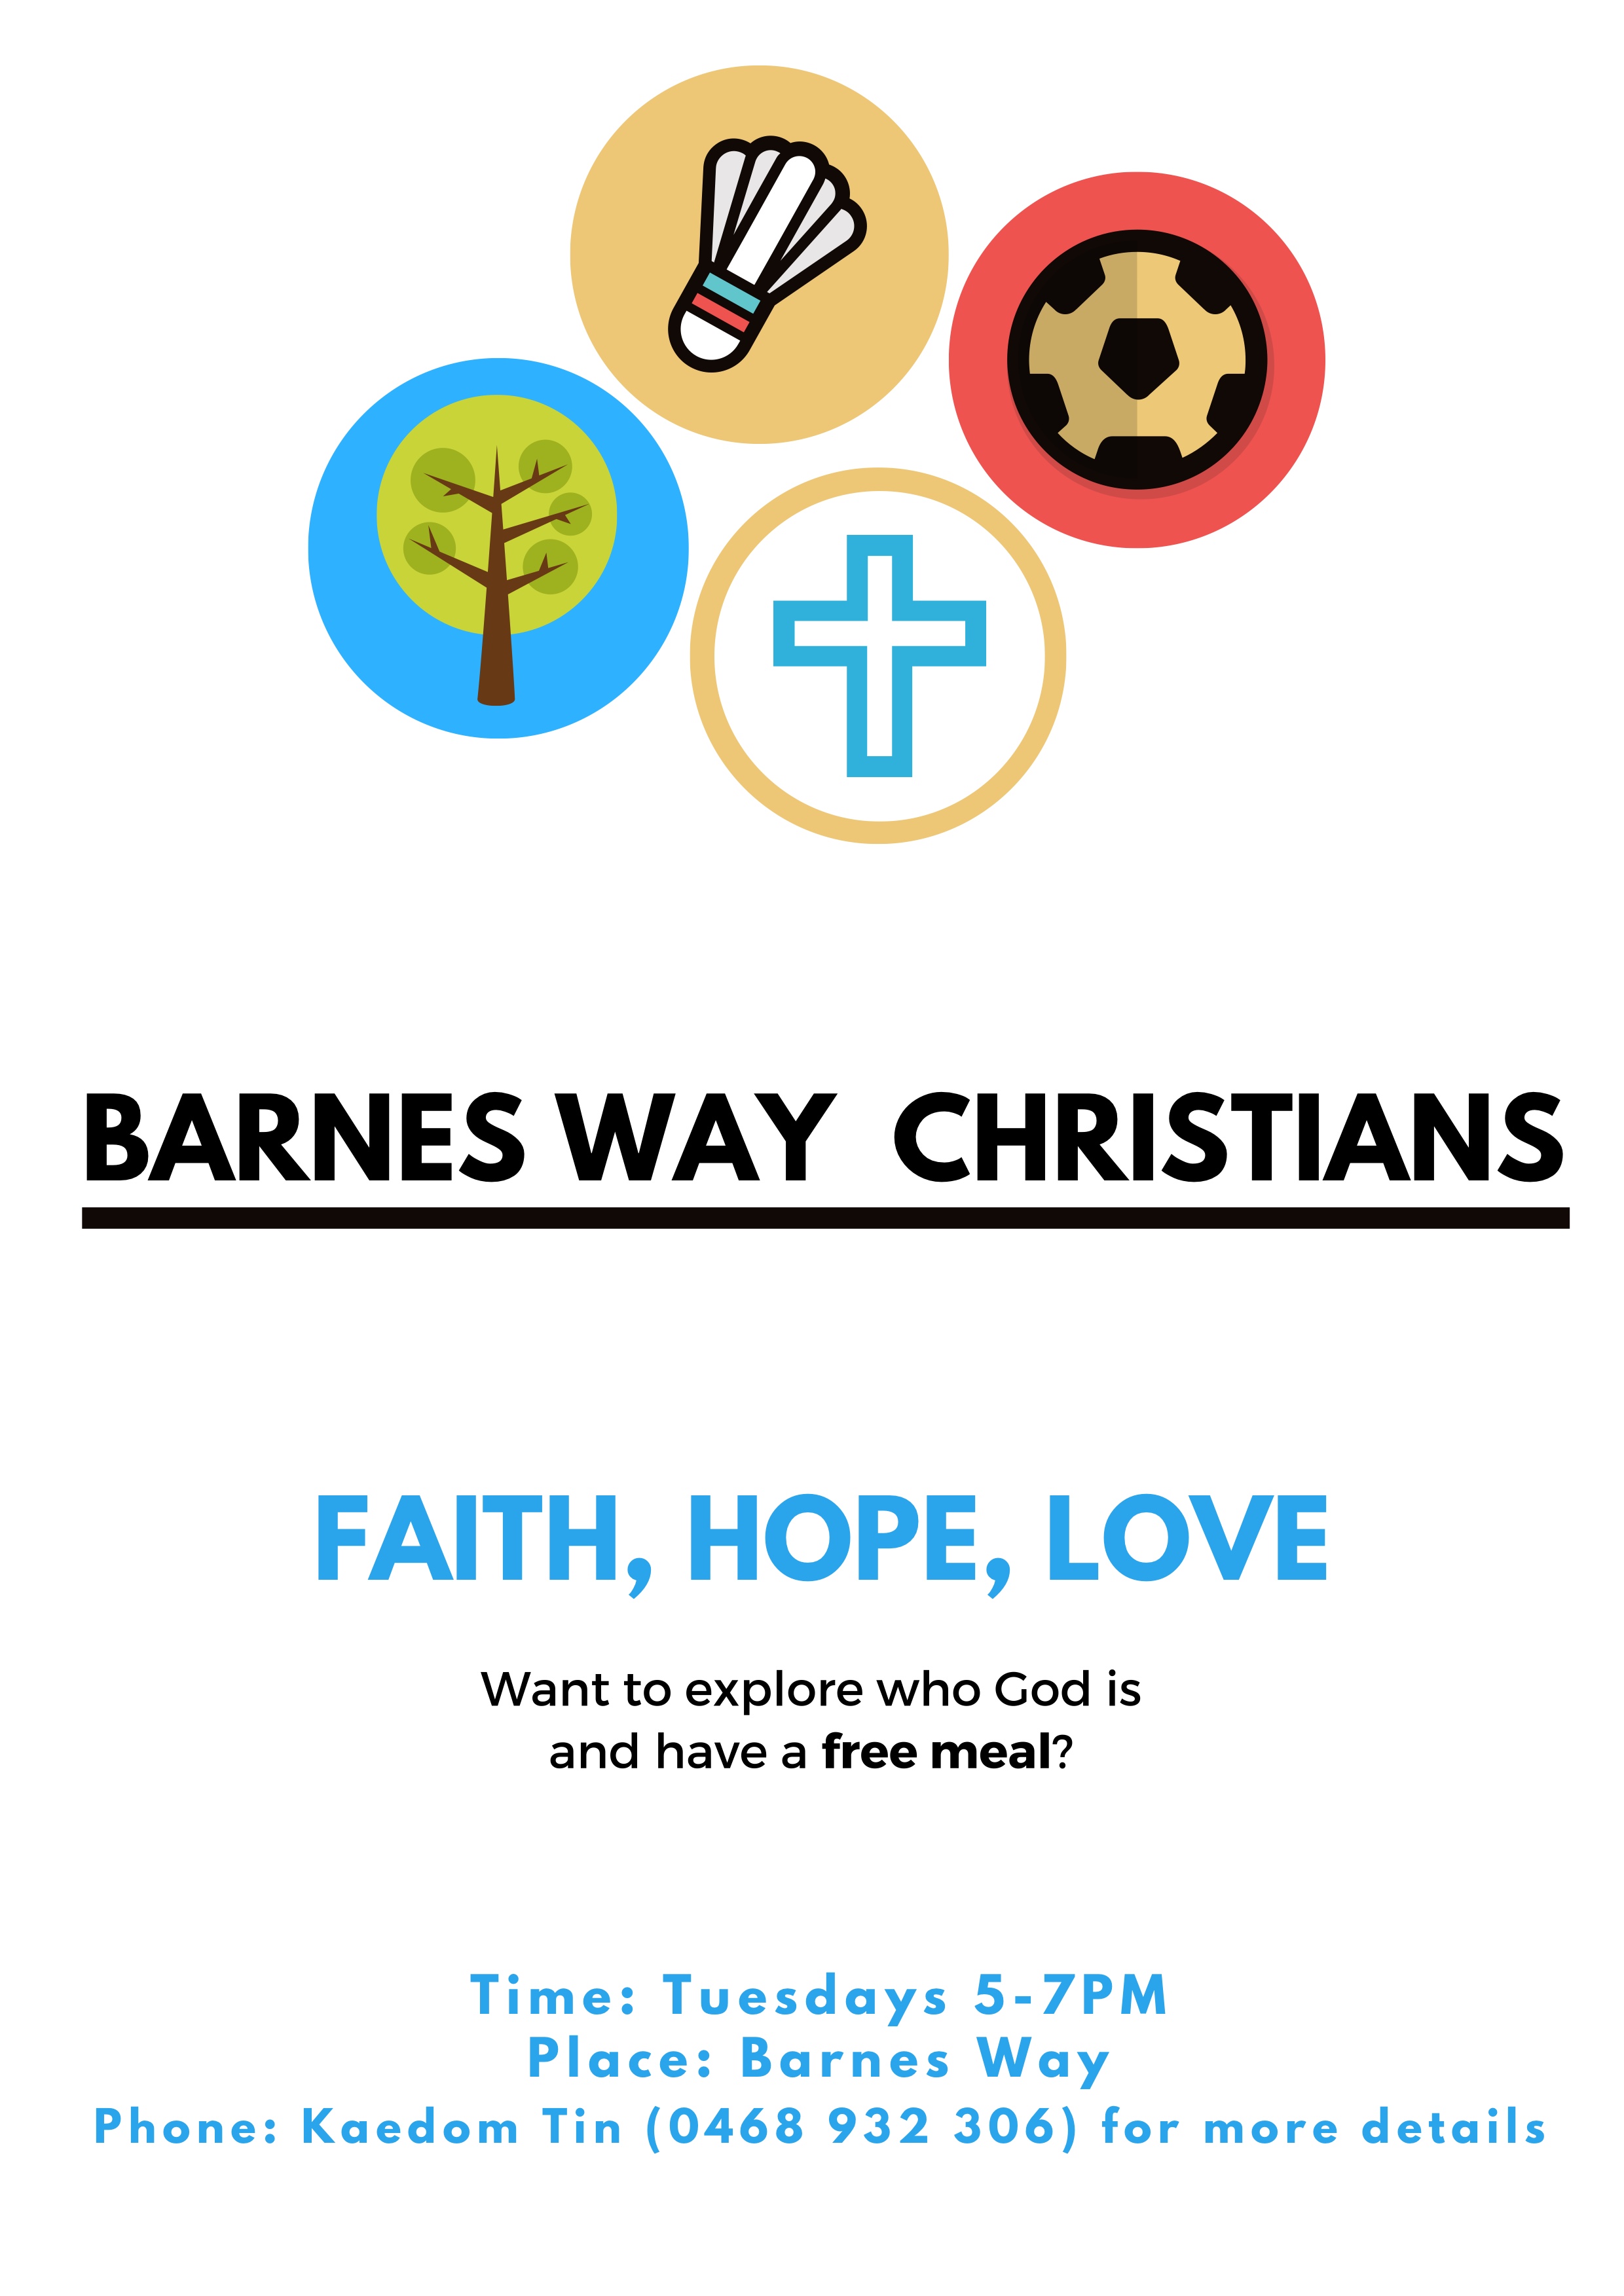 BARNES WAY CHRISTIANS
FAITH, HOPE, LOVE
Want to explore who God is
and have a free meal?
Time: Tuesdays 5-7PM
Place: Barnes Way
Phone: Kaedom Tin (0468 932 306) for more details